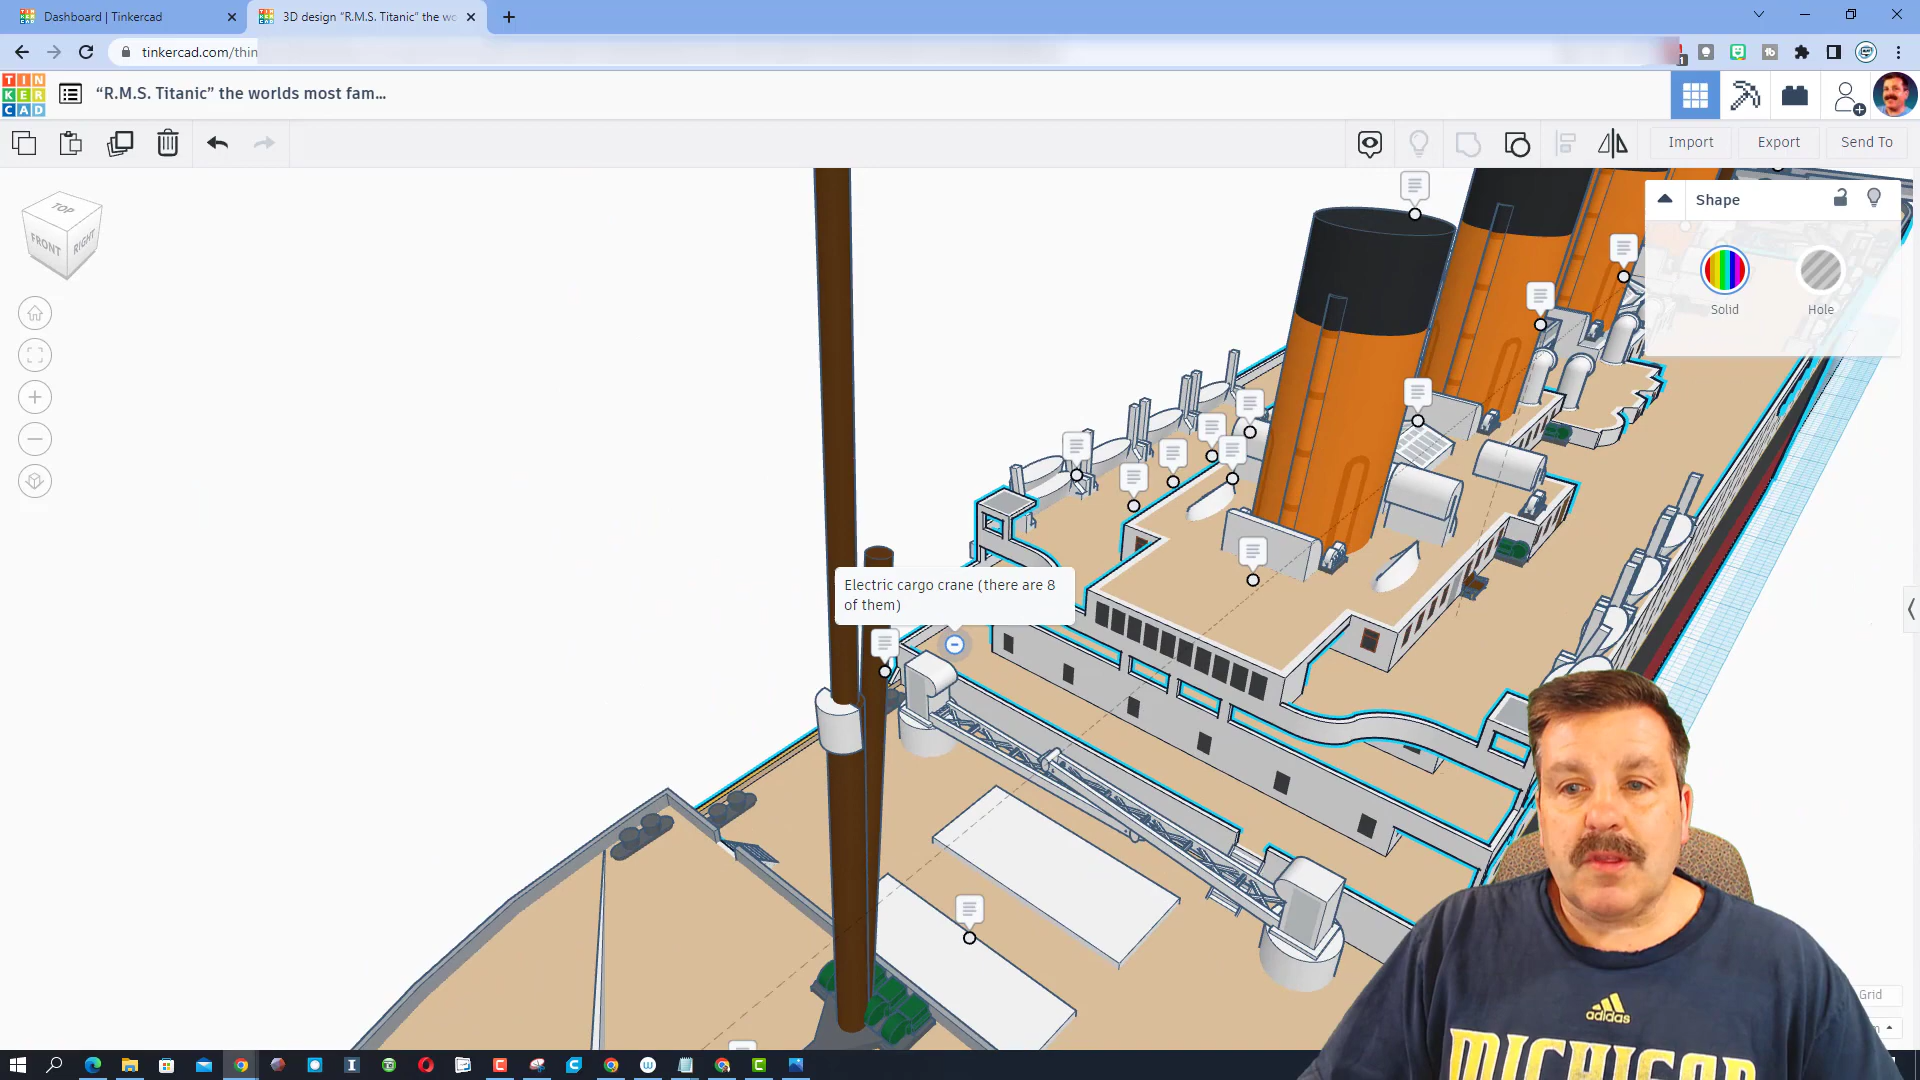 Dashboard | Tinkercad
3D design “R.M.S. Titanic” the wo
tinkercad.com/thin
1
TIN
KER
CAD
“R.M.S. Titanic” the worlds most fam...
Import
Export
Send To
TOP
FRONT
RIGHT
Shape
Solid
Hole
Electric cargo crane (there are 8
of them)
Grid
adidas
MICHIGAN